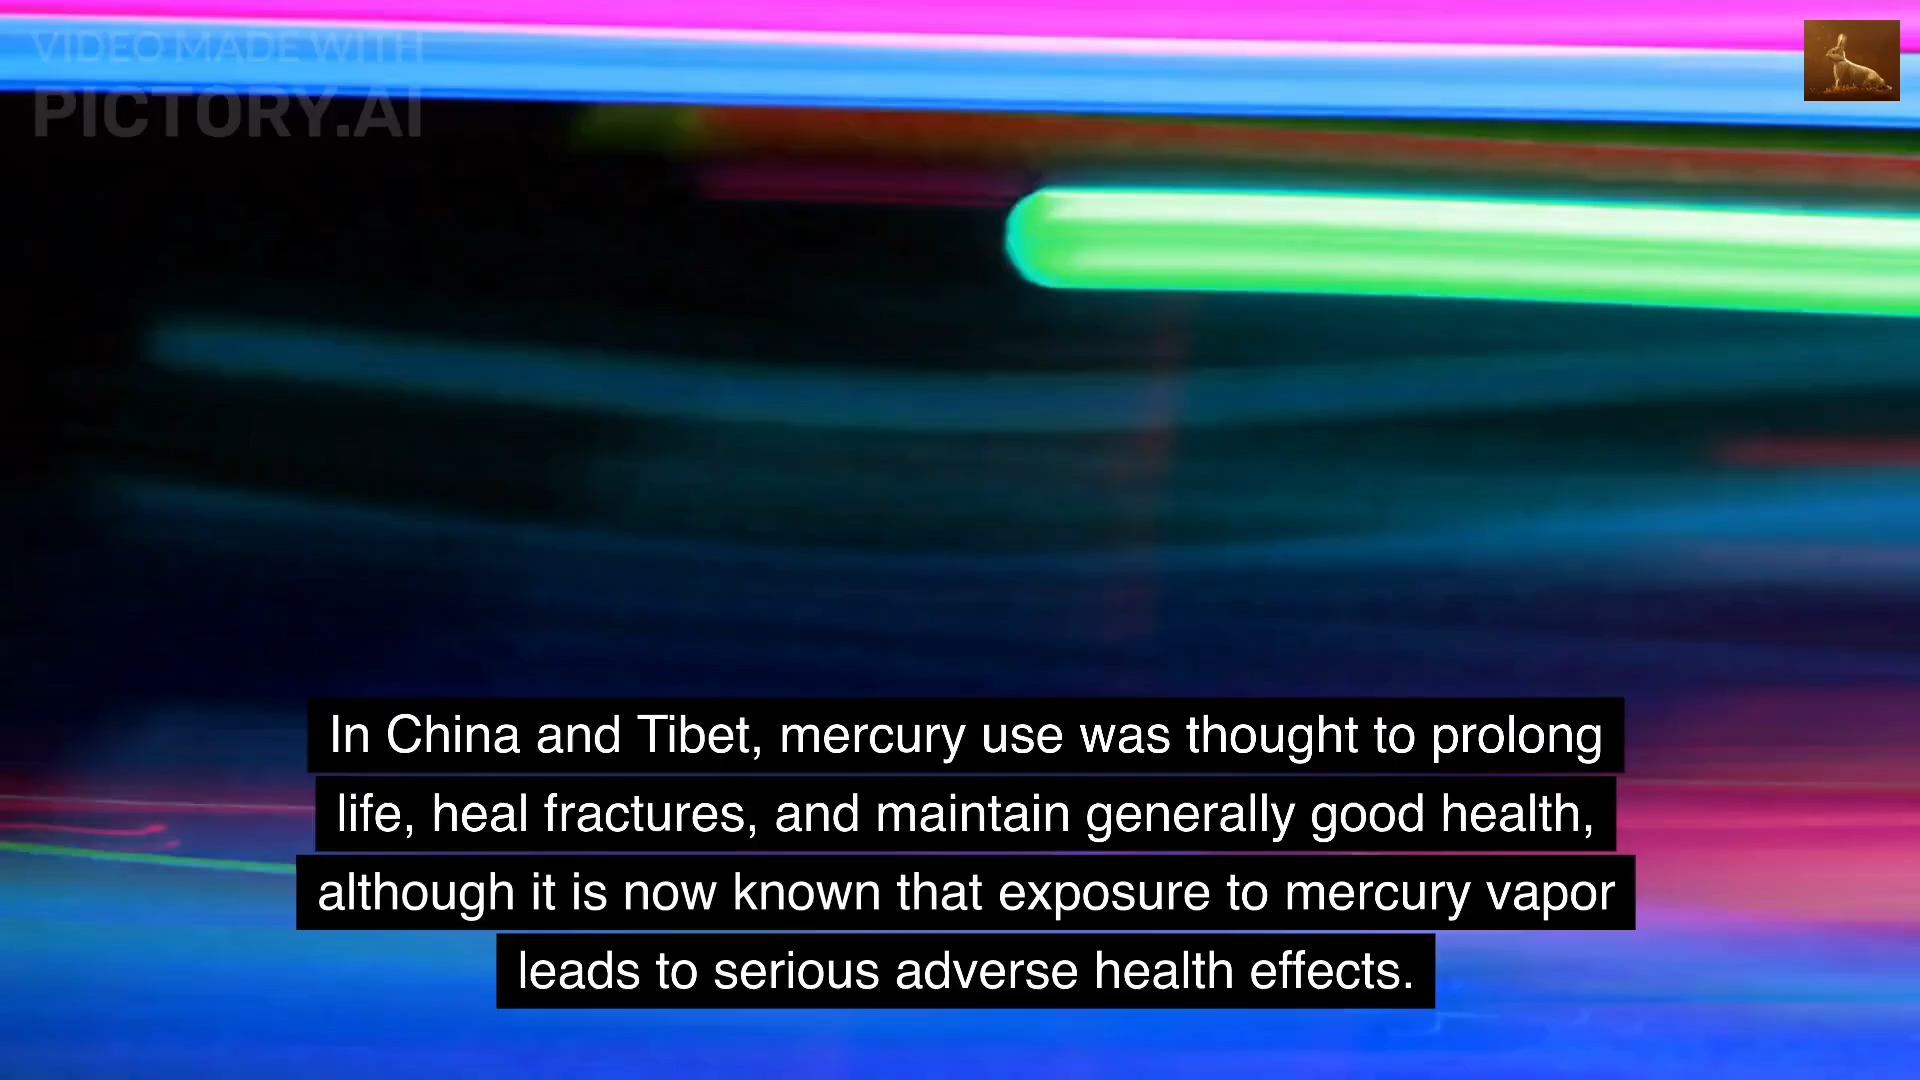 VIDEO MADE WITH
PICTORY.AI
In China and Tibet, mercury use was thought to prolong
life, heal fractures, and maintain generally good health,
although it is now known that exposure to mercury vapor
leads to serious adverse health effects.